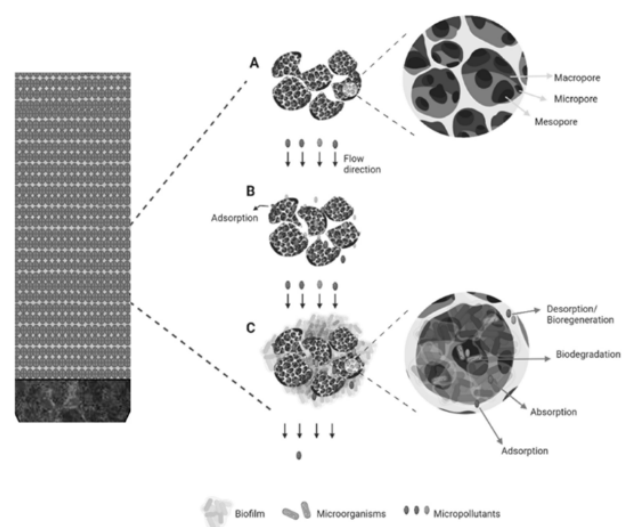 A
Macropore
Micropore
Mesopore
Flow
direction
B
Adsorption
C
Desorption/
Bioregeneration
Biodegradation
Absorption
Adsorption
Biofilm
Microorganisms
Micropollutants